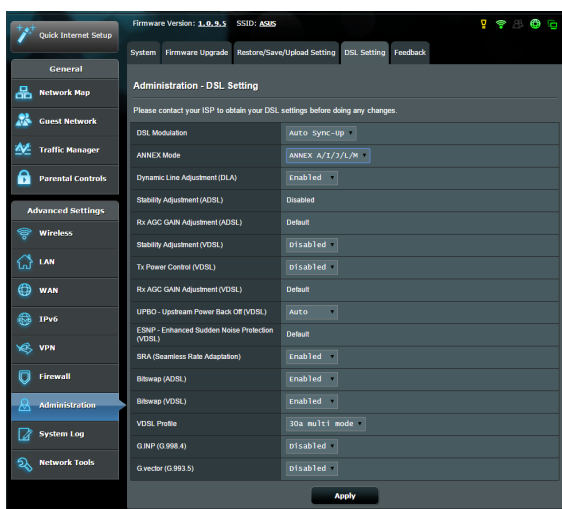 Firmware Version: 1.0.9.5 SSID: ASUS
Quick Internet Setup
System Firmware Upgrade Restore/Save/Upload Setting DSL Setting Feedback
General
Network Map
Guest Network
Traffic Manager
Parental Controls
Advanced Settings
Wireless
LAN
WAN
IPv6
VPN
Firewall
Administration
System Log
Network Tools
Administration - DSL Setting
Please contact your ISP to obtain your DSL settings before doing any changes.
DSL Modulation Auto Sync-Up
ANNEX Mode ANNEX A/I/J/L/M
Dynamic Line Adjustment (DLA) Enabled
Stability Adjustment (ADSL) Disabled
Rx AGC GAIN Adjustment (ADSL) Default
Stability Adjustment (VDSL) Disabled
Tx Power Control (VDSL) Disabled
Rx AGC GAIN Adjustment (VDSL) Default
UPBO - Upstream Power Back Off (VDSL) Auto
ESNP - Enhanced Sudden Noise Protection
(VDSL) Default
SRA (Seamless Rate Adaptation) Enabled
Bitswap (ADSL) Enabled
Bitswap (VDSL) Enabled
VDSL Profile 30a multi mode
G.INP (G.998.4) Disabled
G.vector (G.993.5) Disabled
Apply